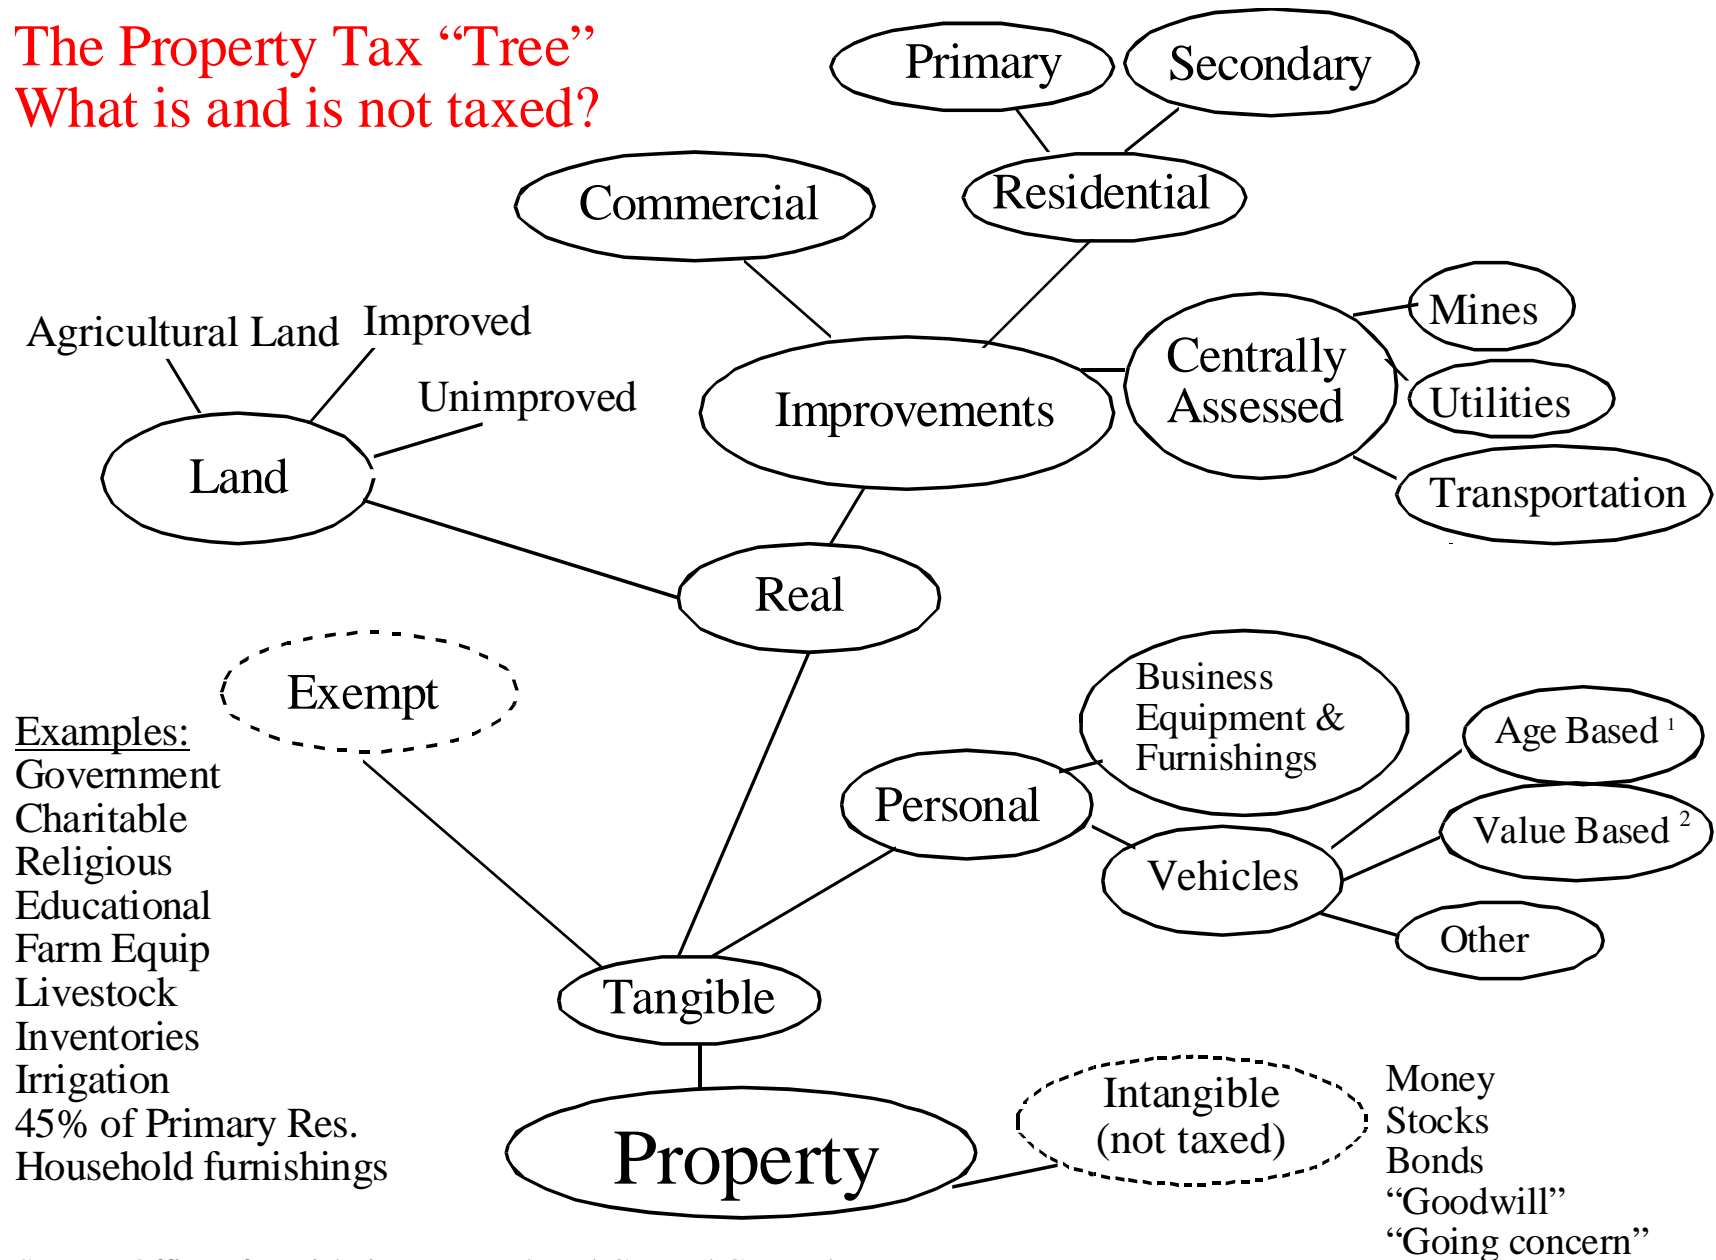 The Property Tax “Tree”
What is and is not taxed?
Primary
Secondary
Commercial
Residential
Agricultural Land
Improved
Unimproved
Land
Improvements
Centrally
Assessed
Mines
Utilities
Transportation
Real
Exempt
Examples:
Government
Charitable
Religious
Educational
Farm Equip
Livestock
Inventories
Irrigation
45% of Primary Res.
Household furnishings
Business
Equipment &
Furnishings
Personal
Vehicles
Age Based 1
Value Based 2
Other
Tangible
Property
Intangible
(not taxed)
Money
Stocks
Bonds
“Goodwill”
“Going concern”